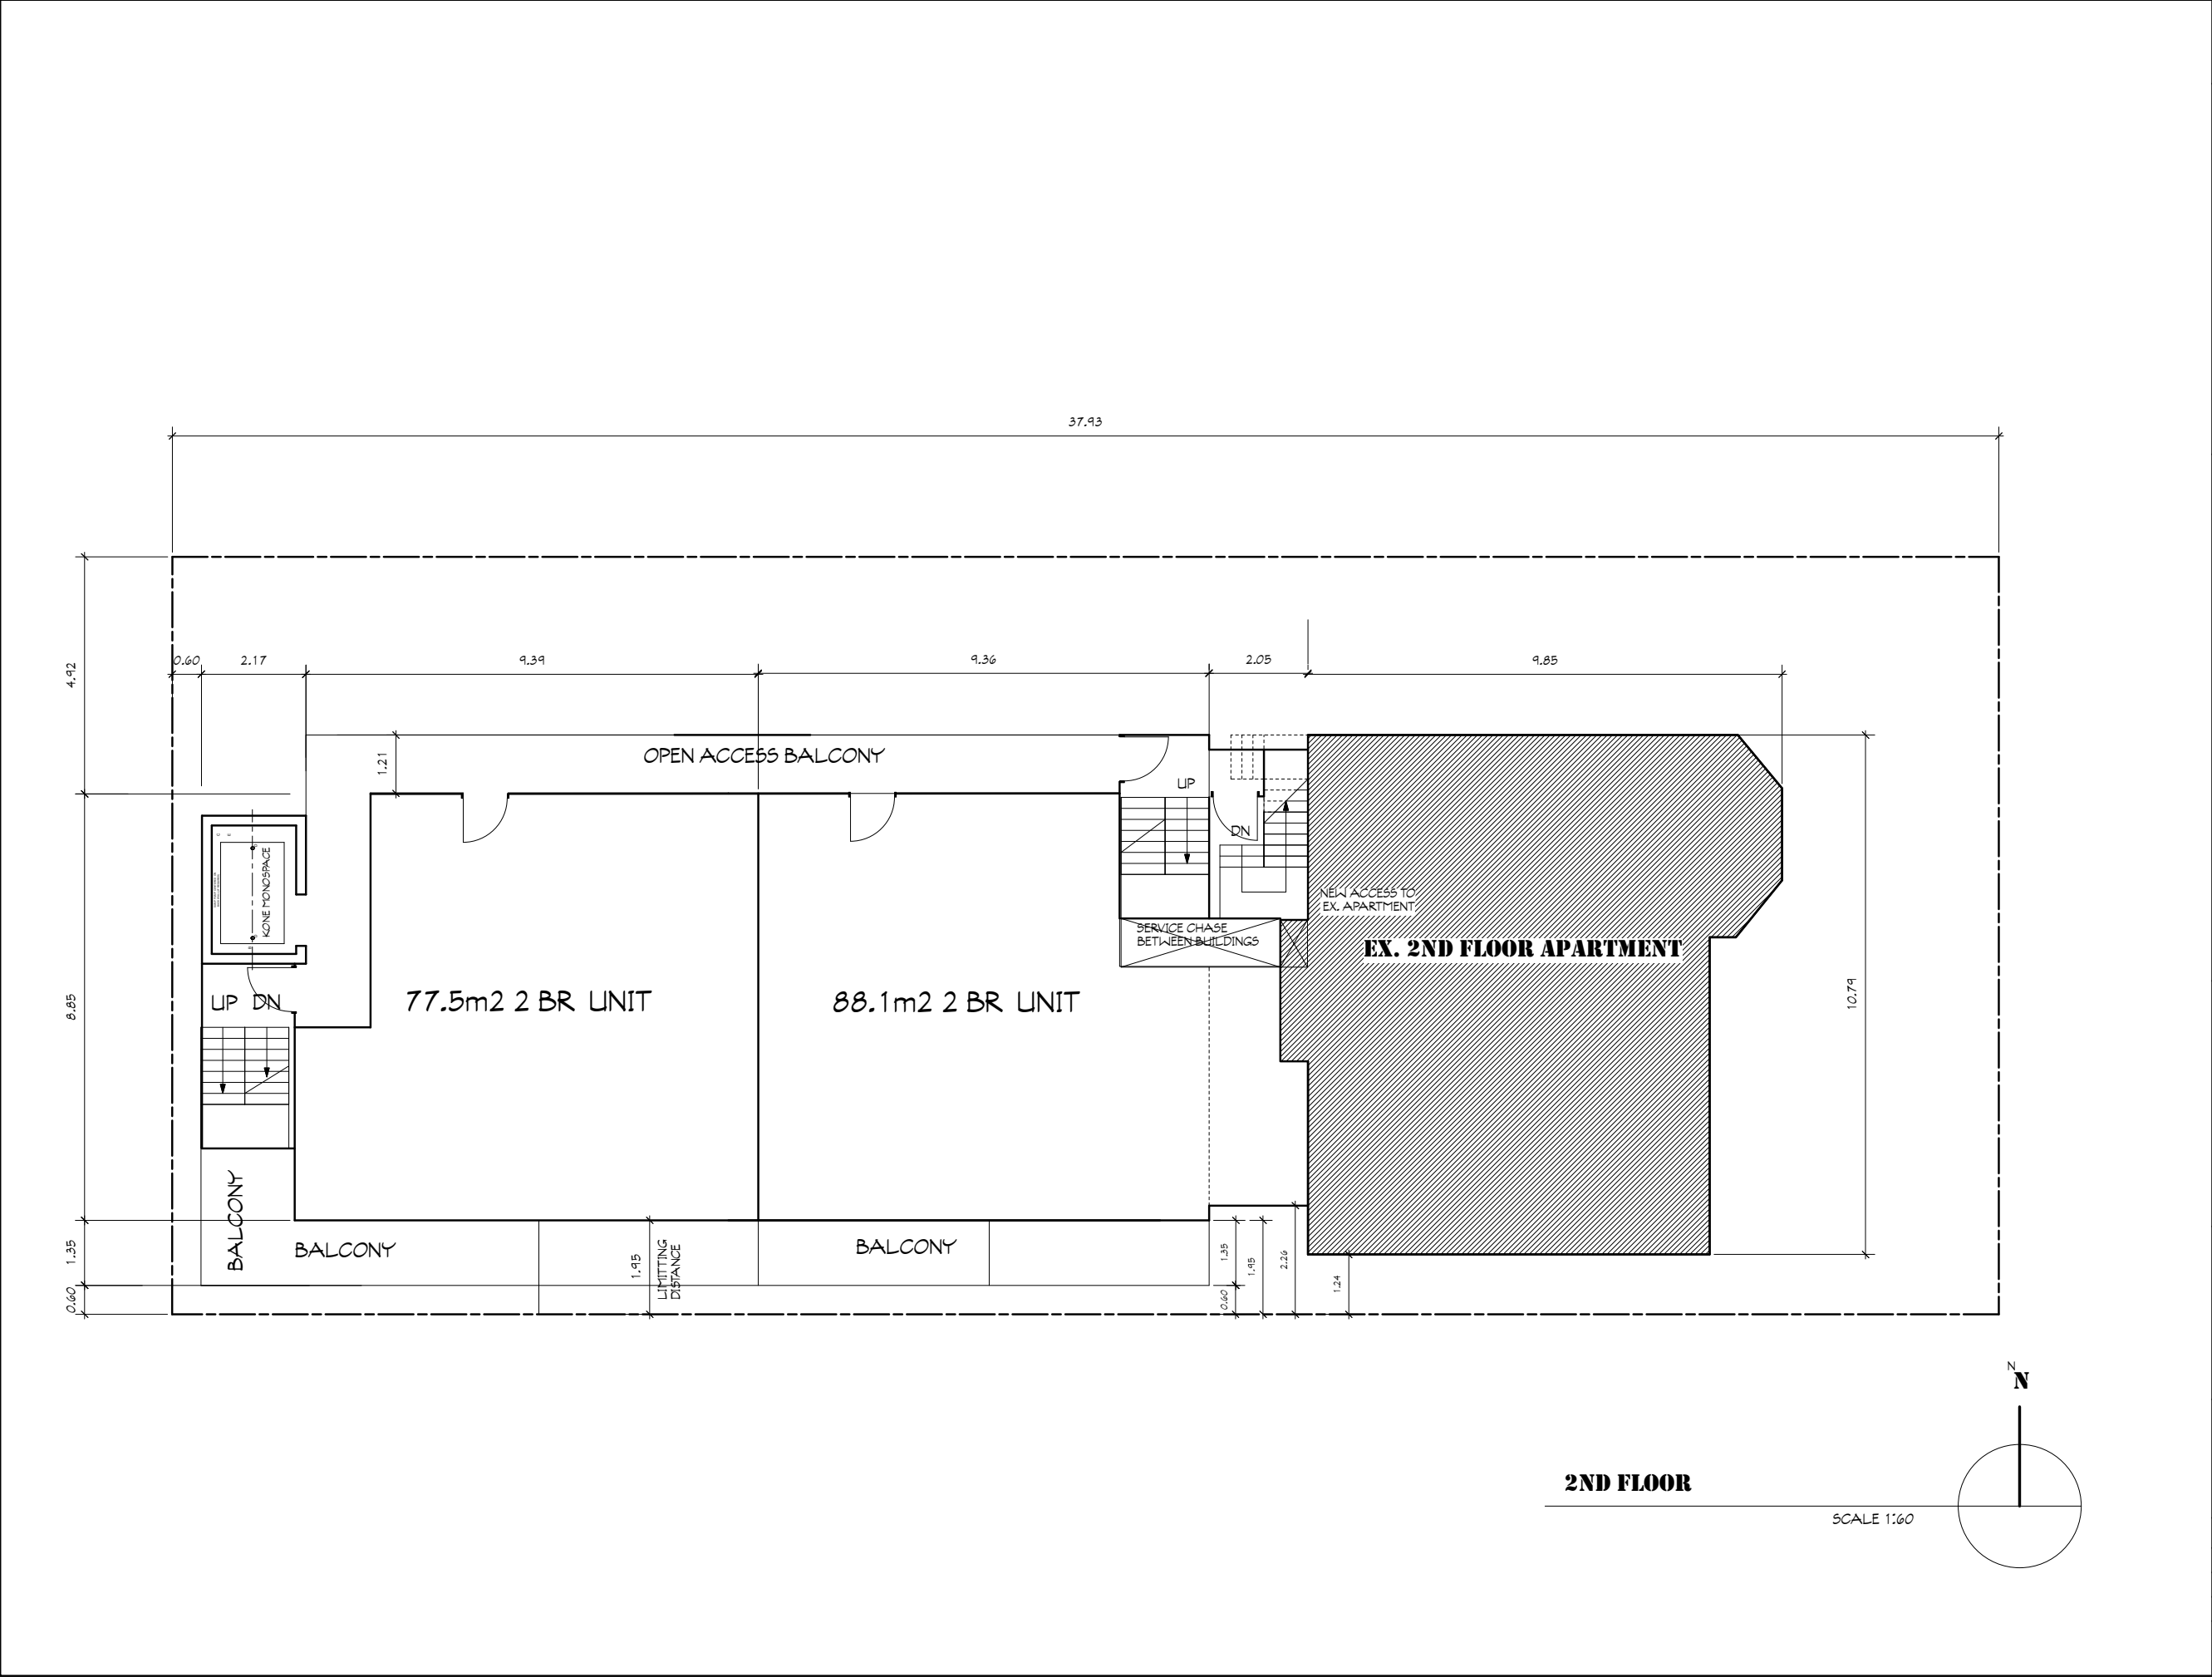 37.93
4.92
0.60
2.17
9.39
9.36
2.05
9.85
1.21
OPEN ACCESS BALCONY
UP
DN
KONE MONOSPACE
NEW ACCESS TO
EX. APARTMENT
SERVICE CHASE
BETWEEN BUILDINGS
EX. 2ND FLOOR APARTMENT
UP DN
77.5m2 2 BR UNIT
88.1m2 2 BR UNIT
8.85
10.79
BALCONY
BALCONY
BALCONY
1.35
0.60
1.95
LIMITTING
DISTANCE
1.35
0.60
1.95
2.26
1.24
N
N
2ND FLOOR
SCALE 1:60